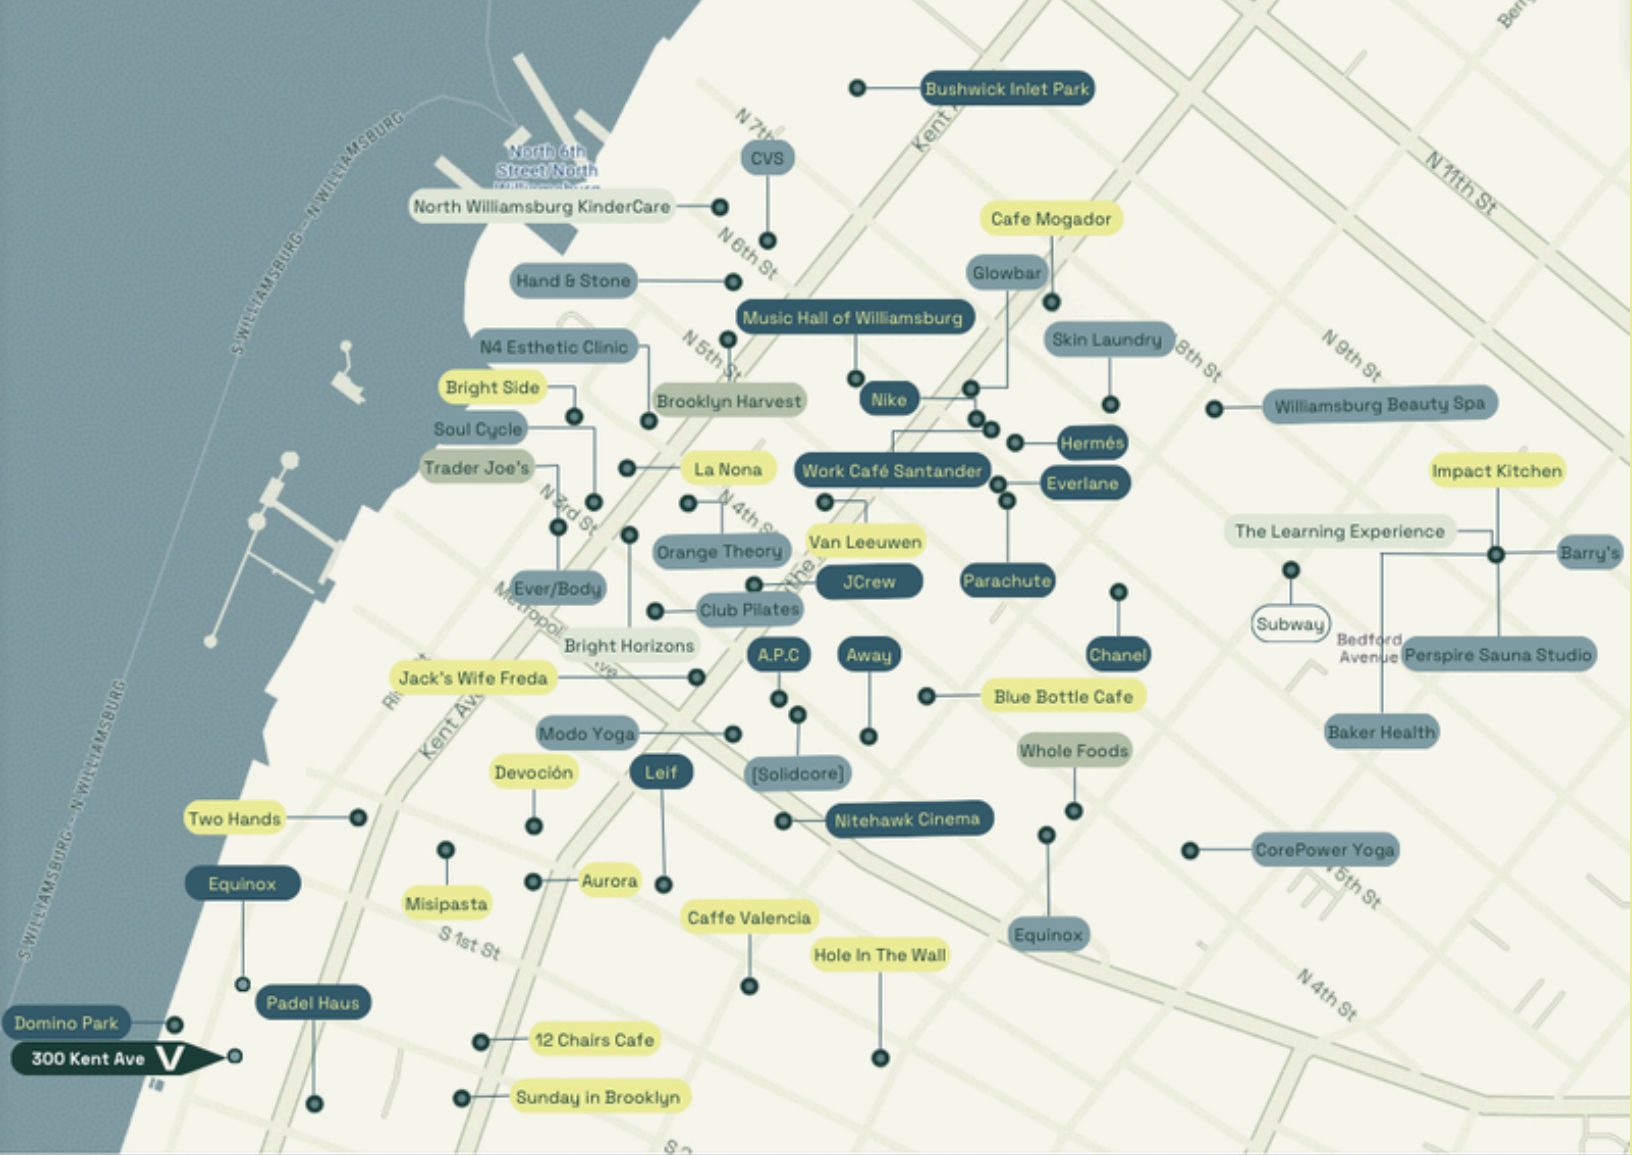 Bushwick Inlet Park
Kent A
N 7th
CVS
N 11th St
North 6th
Street/North
Williamsburg
North Williamsburg KinderCare
S WILLIAMSBURG - N WILLIAMSBURG
Cafe Mogador
N 6th St
Glowbar
Hand & Stone
Music Hall of Williamsburg
N4 Esthetic Clinic
N 5th St
Skin Laundry
8th St
N 9th St
Bright Side
Brooklyn Harvest
Nike
Williamsburg Beauty Spa
Soul Cycle
Hermés
Trader Joe's
La Nona
Work Café Santander
Everlane
Impact Kitchen
N 3rd St
N 4th St
The Learning Experience
Orange Theory
Van Leeuwen
Barry's
Ever/Body
the
JCrew
Parachute
Metropol
Club Pilates
Subway
Bright Horizons
ve
A.P.C
Away
Chanel
Bedford
Avenue
Perspire Sauna Studio
Jack's Wife Freda
Blue Bottle Cafe
Kent Av
S WILLIAMSBURG - N WILLIAMSBURG
Modo Yoga
Baker Health
Whole Foods
Devoción
Leif
[Solidcore]
Two Hands
Nitehawk Cinema
CorePower Yoga
Equinox
Aurora
5th St
Misipasta
Caffe Valencia
S 1st St
Equinox
Hole In The Wall
Padel Haus
N 4th St
Domino Park
12 Chairs Cafe
300 Kent Ave V
Sunday in Brooklyn